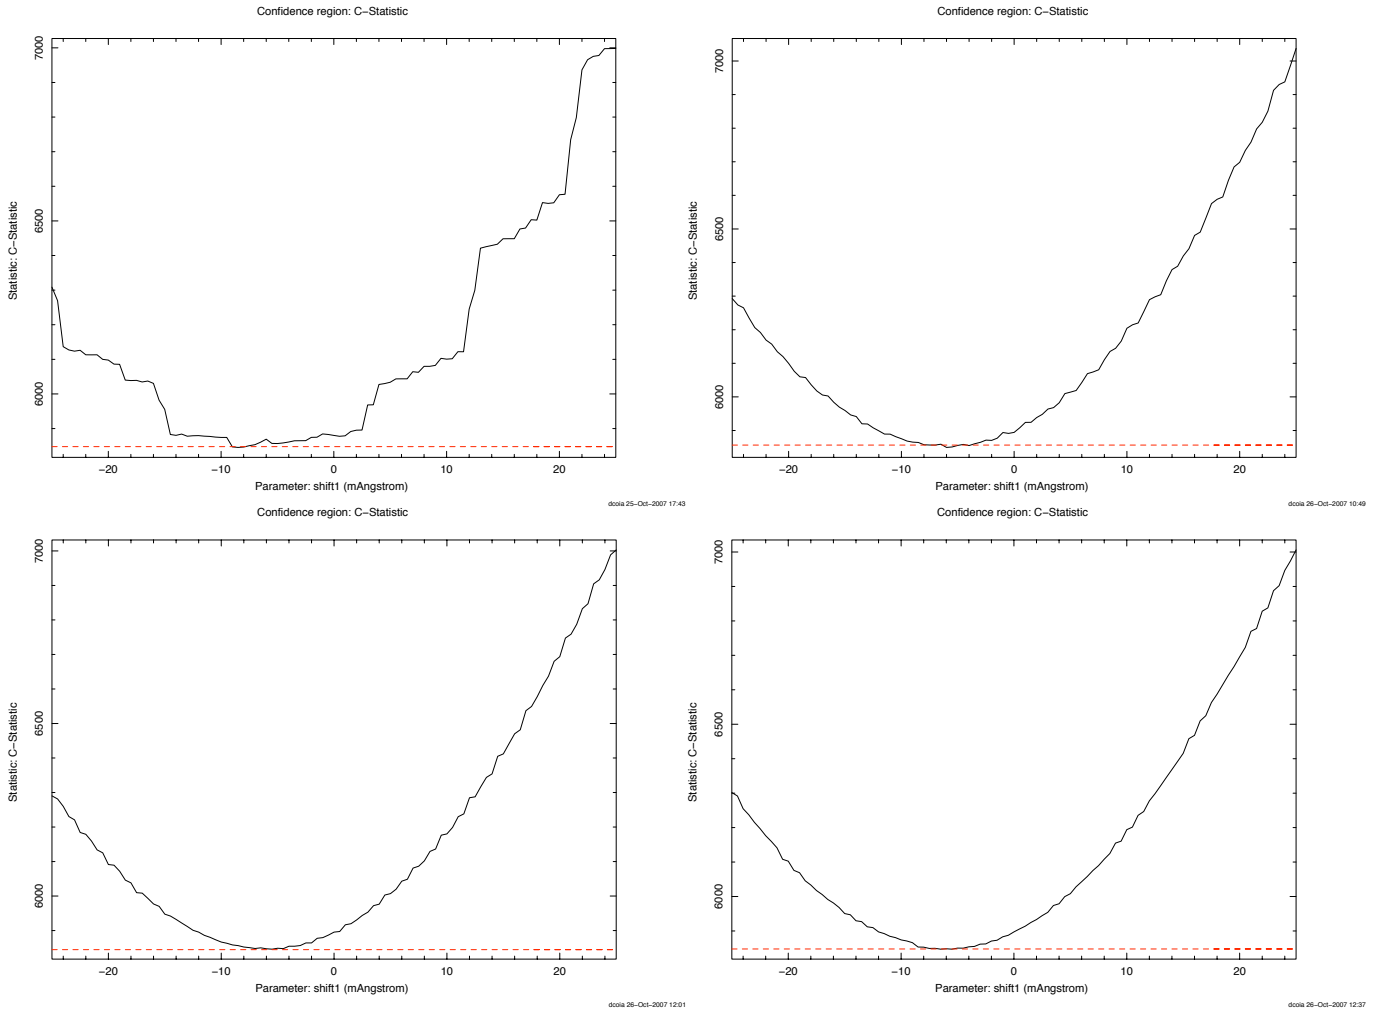 Confidence region: C−Statistic
Statistic: C−Statistic
7000
6500
6000
−20 −10 0 10 20
Parameter: shift1 (mAngstrom)
dcoia 25−Oct−2007 17:43
Confidence region: C−Statistic
Statistic: C−Statistic
7000
6500
6000
−20 −10 0 10 20
Parameter: shift1 (mAngstrom)
dcoia 26−Oct−2007 10:49
Confidence region: C−Statistic
Statistic: C−Statistic
7000
6500
6000
−20 −10 0 10 20
Parameter: shift1 (mAngstrom)
dcoia 26−Oct−2007 12:01
Confidence region: C−Statistic
Statistic: C−Statistic
7000
6500
6000
−20 −10 0 10 20
Parameter: shift1 (mAngstrom)
dcoia 26−Oct−2007 12:37